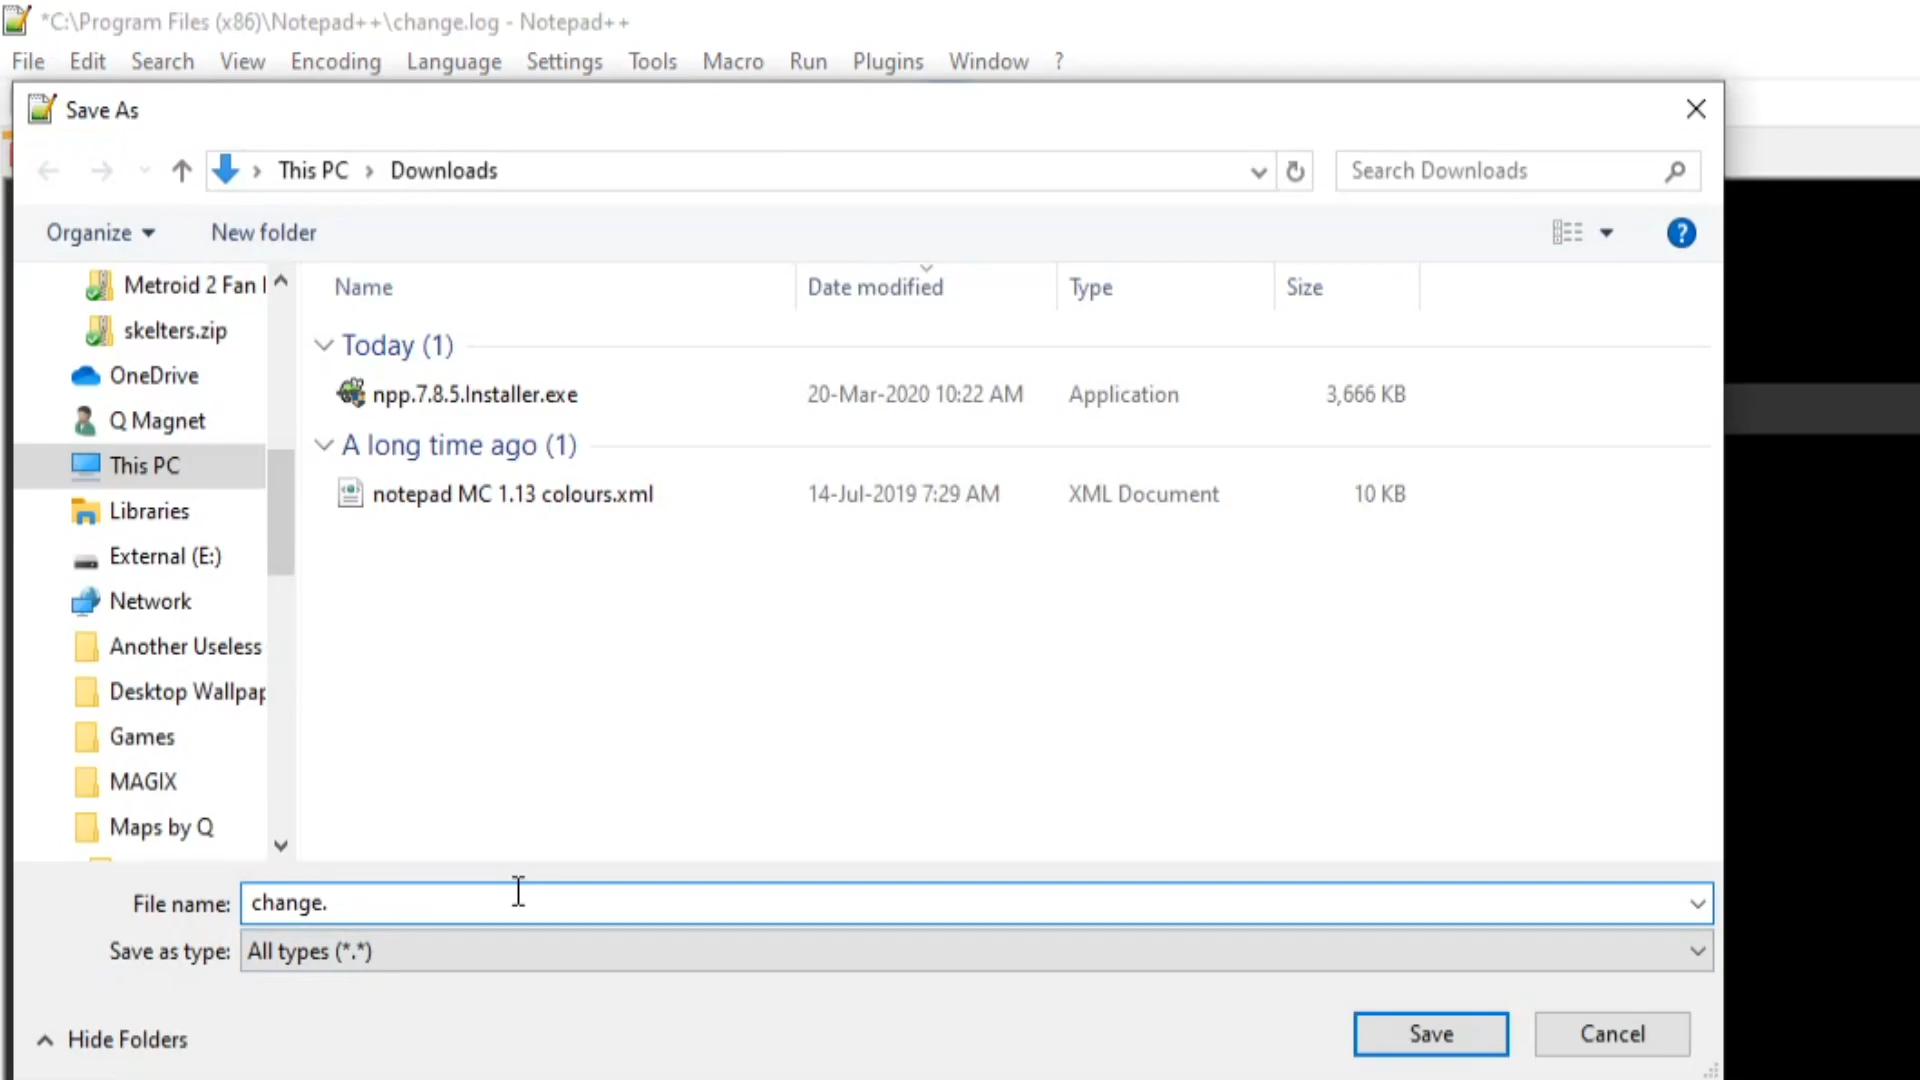 *C:\Program Files (x86)\Notepad++\change.log - Notepad++
File Edit Search View Encoding Language Settings Tools Macro Run Plugins Window ?
Save As
This PC > Downloads
Search Downloads
Organize New folder
?
Metroid 2 Fan
skelters.zip
OneDrive
Q Magnet
This PC
Libraries
External (E:)
Network
Another Useless
Desktop Wallpap
Games
MAGIX
Maps by Q
Name Date modified Type Size
Today (1)
npp.7.8.5.Installer.exe 20-Mar-2020 10:22 AM Application 3,666 KB
A long time ago (1)
notepad MC 1.13 colours.xml 14-Jul-2019 7:29 AM XML Document 10 KB
File name: change.
Save as type: All types (*.*)
Hide Folders
Save Cancel